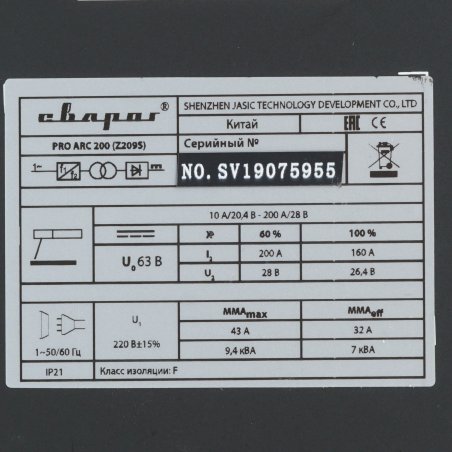 сварог®
SHENZHEN JASIC TECHNOLOGY DEVELOPMENT CO., LTD
Китай
EAC CE
PRO ARC 200 (Z209S)
Серийный №
1~ f₁ f₂
NO. SV19075955
10 А/20,4 В - 200 А/28 В
X 60 % 100 %
U₀ 63 В
I₂ 200 А 160 А
U₂ 28 В 26,4 В
U₁
MMAmax MMAeff
220 В±15%
43 А 32 А
1~50/60 Гц
9,4 кВА 7 кВА
IP21 Класс изоляции: F